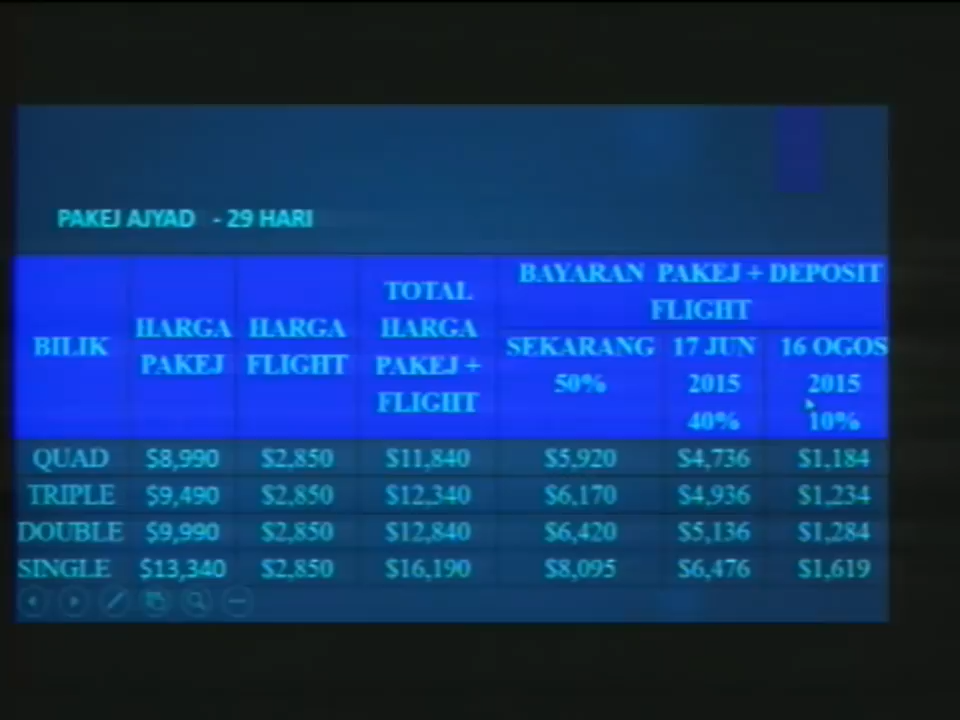 PAKEJ AJYAD - 29 HARI
BILIK
HARGA
PAKEJ
HARGA
FLIGHT
TOTAL
HARGA
PAKEJ +
FLIGHT
BAYARAN PAKEJ + DEPOSIT
FLIGHT
SEKARANG
50%
17 JUN
2015
40%
16 OGOS
2015
10%
QUAD $8,990 $2,850 $11,840 $5,920 $4,736 $1,184
TRIPLE $9,490 $2,850 $12,340 $6,170 $4,936 $1,234
DOUBLE $9,990 $2,850 $12,840 $6,420 $5,136 $1,284
SINGLE $13,340 $2,850 $16,190 $8,095 $6,476 $1,619